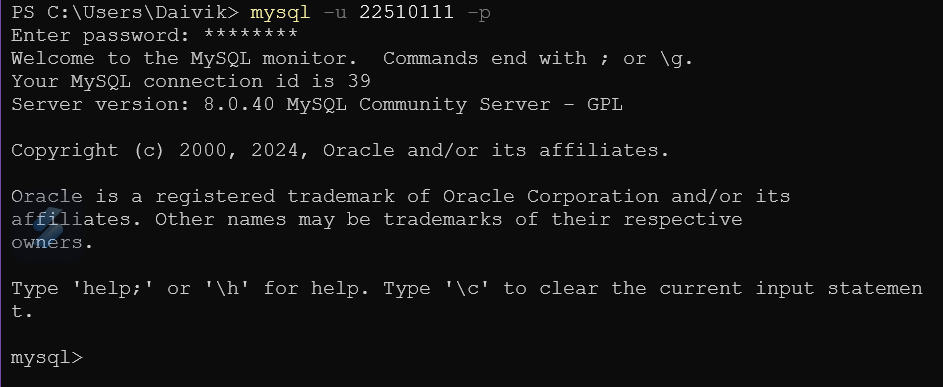 PS C:\Users\Daivik> mysql -u 22510111 -p
Enter password: ********
Welcome to the MySQL monitor.  Commands end with ; or \g.
Your MySQL connection id is 39
Server version: 8.0.40 MySQL Community Server - GPL
Copyright (c) 2000, 2024, Oracle and/or its affiliates.
Oracle is a registered trademark of Oracle Corporation and/or its
affiliates. Other names may be trademarks of their respective
owners.
Type 'help;' or '\h' for help. Type '\c' to clear the current input statemen
t.
mysql>